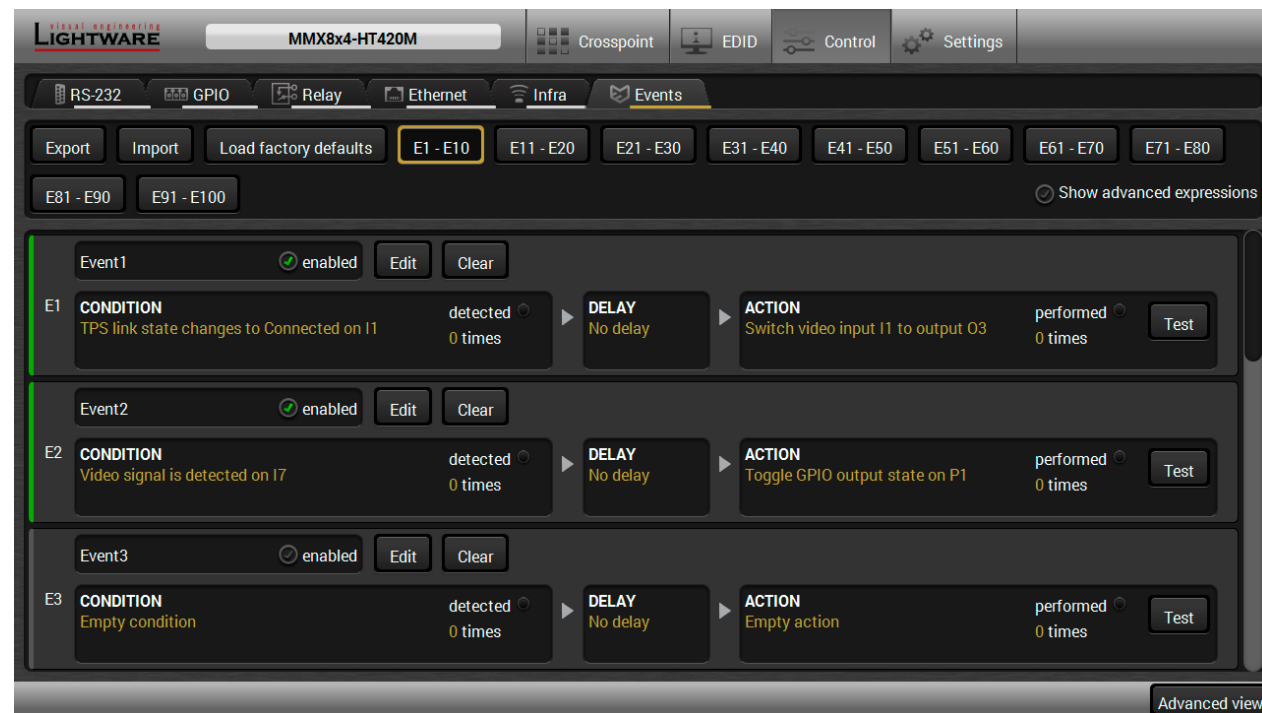 visual engineering
LIGHTWARE
MMX8x4-HT420M
Crosspoint
EDID
Control
Settings
RS-232
GPIO
Relay
Ethernet
Infra
Events
Export
Import
Load factory defaults
E1 - E10
E11 - E20
E21 - E30
E31 - E40
E41 - E50
E51 - E60
E61 - E70
E71 - E80
E81 - E90
E91 - E100
Show advanced expressions
Event1
enabled
Edit
Clear
E1
CONDITION
TPS link state changes to Connected on I1
detected
0 times
DELAY
No delay
ACTION
Switch video input I1 to output O3
performed
0 times
Test
Event2
enabled
Edit
Clear
E2
CONDITION
Video signal is detected on I7
detected
0 times
DELAY
No delay
ACTION
Toggle GPIO output state on P1
performed
0 times
Test
Event3
enabled
Edit
Clear
E3
CONDITION
Empty condition
detected
0 times
DELAY
No delay
ACTION
Empty action
performed
0 times
Test
Advanced view